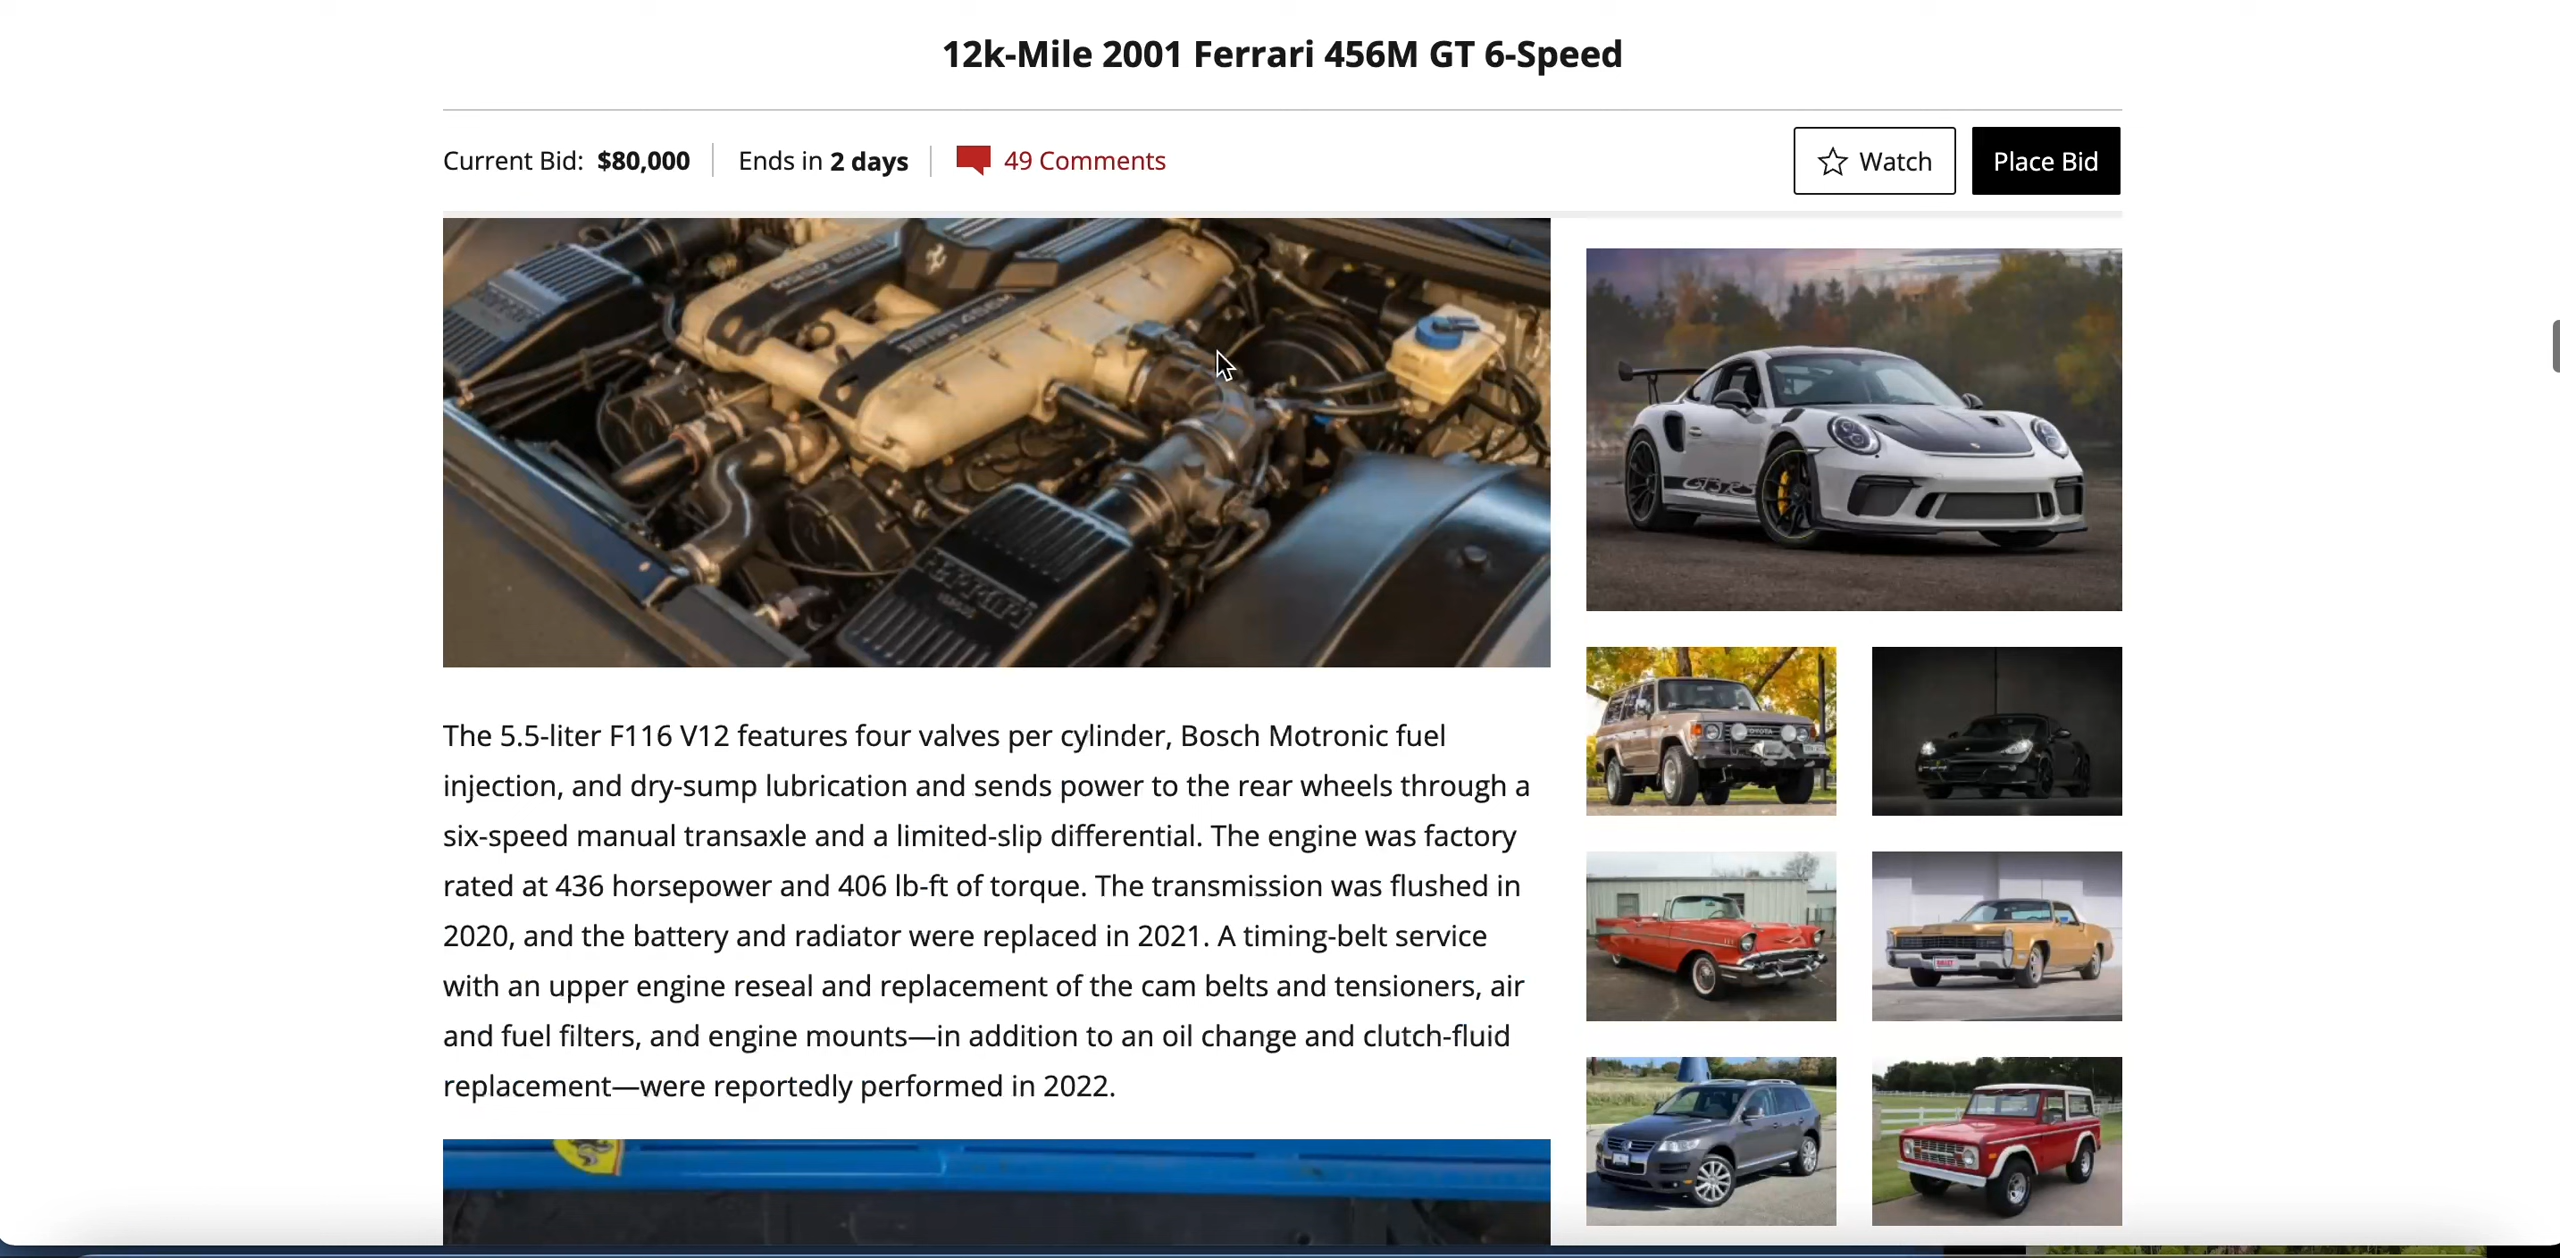 12k-Mile 2001 Ferrari 456M GT 6-Speed
Current Bid: $80,000
Ends in 2 days
49 Comments
Watch
Place Bid
GT3 RS
TOYOTA
The 5.5-liter F116 V12 features four valves per cylinder, Bosch Motronic fuel
injection, and dry-sump lubrication and sends power to the rear wheels through a
six-speed manual transaxle and a limited-slip differential. The engine was factory
rated at 436 horsepower and 406 lb-ft of torque. The transmission was flushed in
2020, and the battery and radiator were replaced in 2021. A timing-belt service
with an upper engine reseal and replacement of the cam belts and tensioners, air
and fuel filters, and engine mounts—in addition to an oil change and clutch-fluid
replacement—were reportedly performed in 2022.